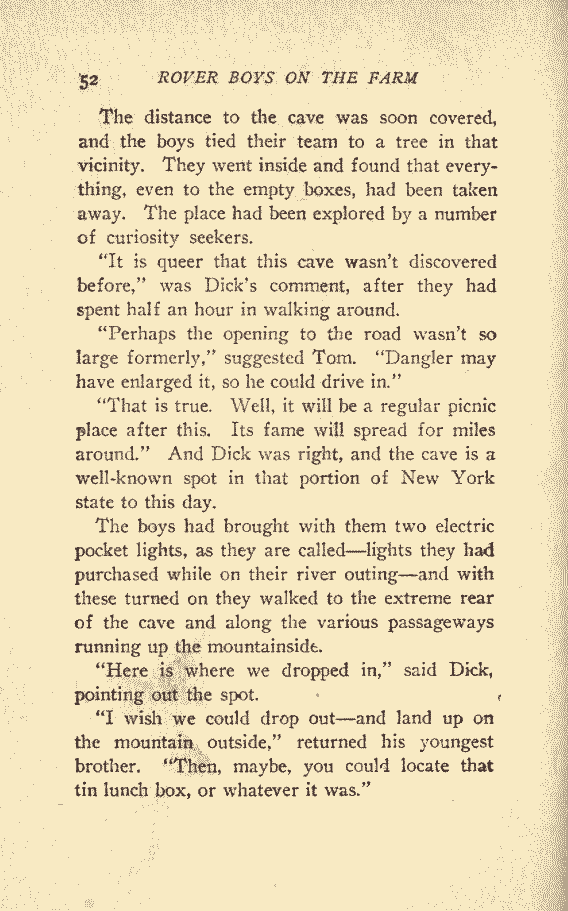 52 ROVER BOYS ON THE FARM
The distance to the cave was soon covered,
and the boys tied their team to a tree in that
vicinity. They went inside and found that every-
thing, even to the empty boxes, had been taken
away. The place had been explored by a number
of curiosity seekers.
"It is queer that this cave wasn't discovered
before," was Dick's comment, after they had
spent half an hour in walking around.
"Perhaps the opening to the road wasn't so
large formerly," suggested Tom. "Dangler may
have enlarged it, so he could drive in."
"That is true. Well, it will be a regular picnic
place after this. Its fame will spread for miles
around." And Dick was right, and the cave is a
well-known spot in that portion of New York
state to this day.
The boys had brought with them two electric
pocket lights, as they are called—lights they had
purchased while on their river outing—and with
these turned on they walked to the extreme rear
of the cave and along the various passageways
running up the mountainside.
"Here is where we dropped in," said Dick,
pointing out the spot.
"I wish we could drop out—and land up on
the mountain outside," returned his youngest
brother. "Then, maybe, you could locate that
tin lunch box, or whatever it was."